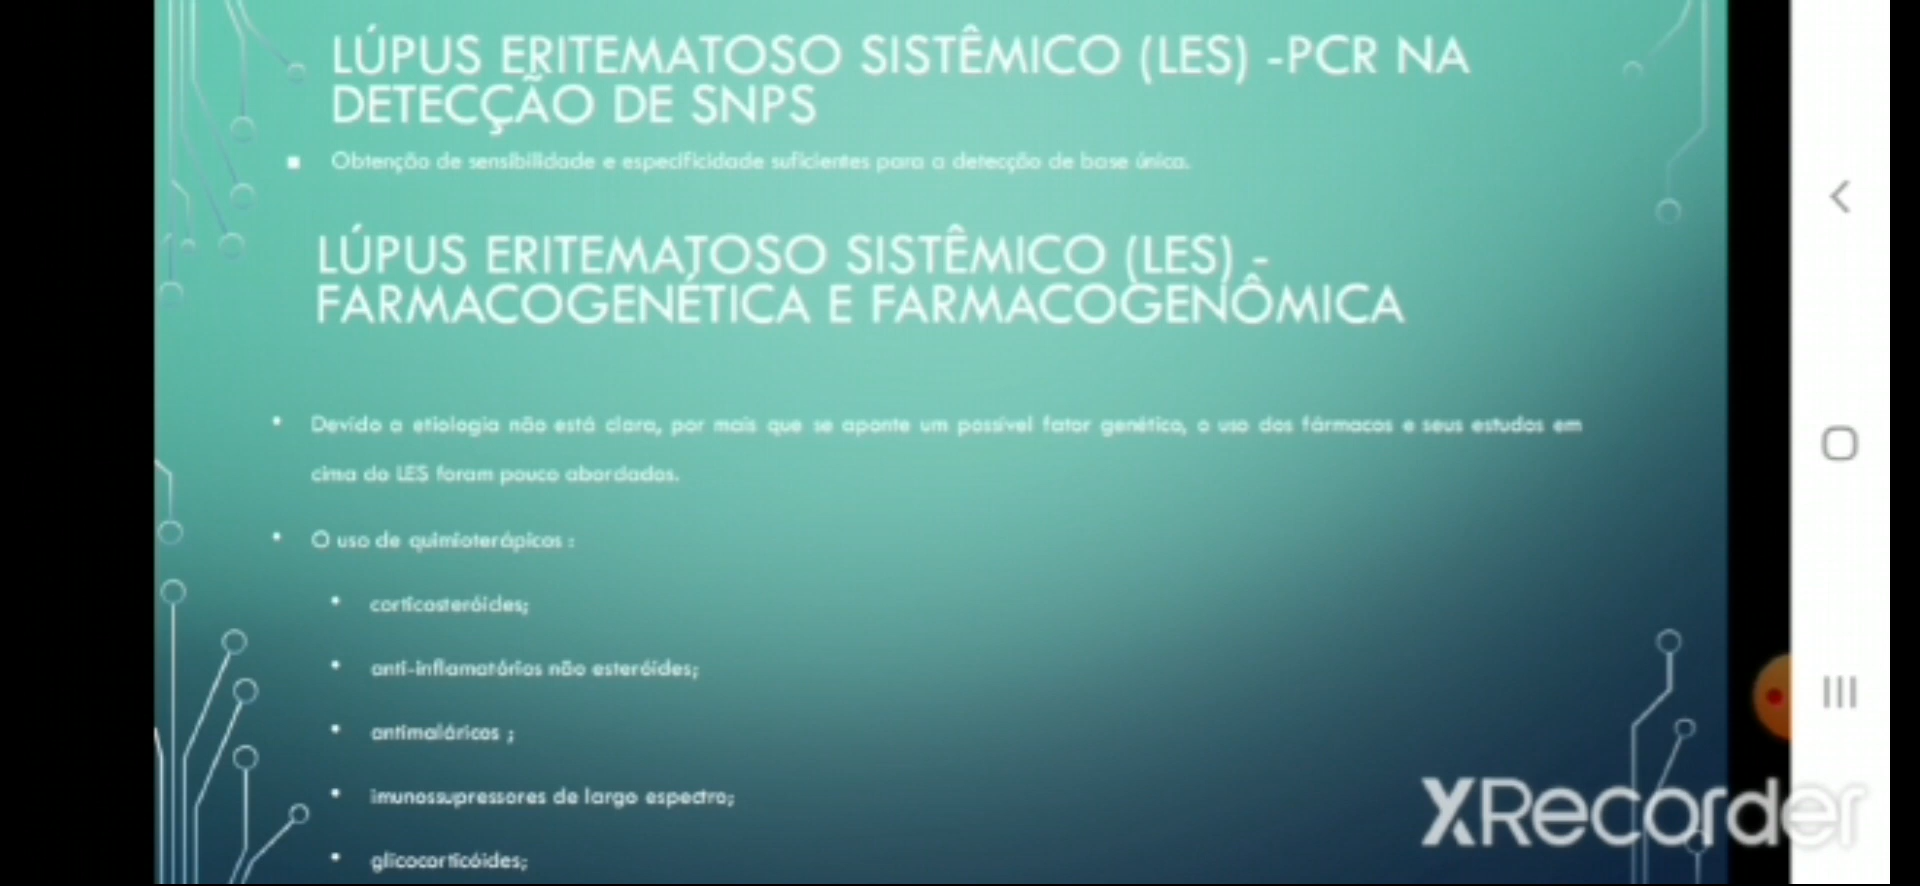 LÚPUS ERITEMATOSO SISTÊMICO (LES) -PCR NA
DETECÇÃO DE SNPS
Obtenção de sensibilidade e especificidade suficientes para a detecção de base única.
LÚPUS ERITEMATOSO SISTÊMICO (LES) -
FARMACOGENÉTICA E FARMACOGENÔMICA
Devido a etiologia não está clara, por mais que se aponte um possível fator genético, o uso dos fármacos e seus estudos em
cima do LES foram pouco abordados.
O uso de quimioterápicos :
corticosteróides;
anti-inflamatórios não esteróides;
antimaláricos ;
imunossupressores de largo espectro;
glicocorticóides;
XRecorder